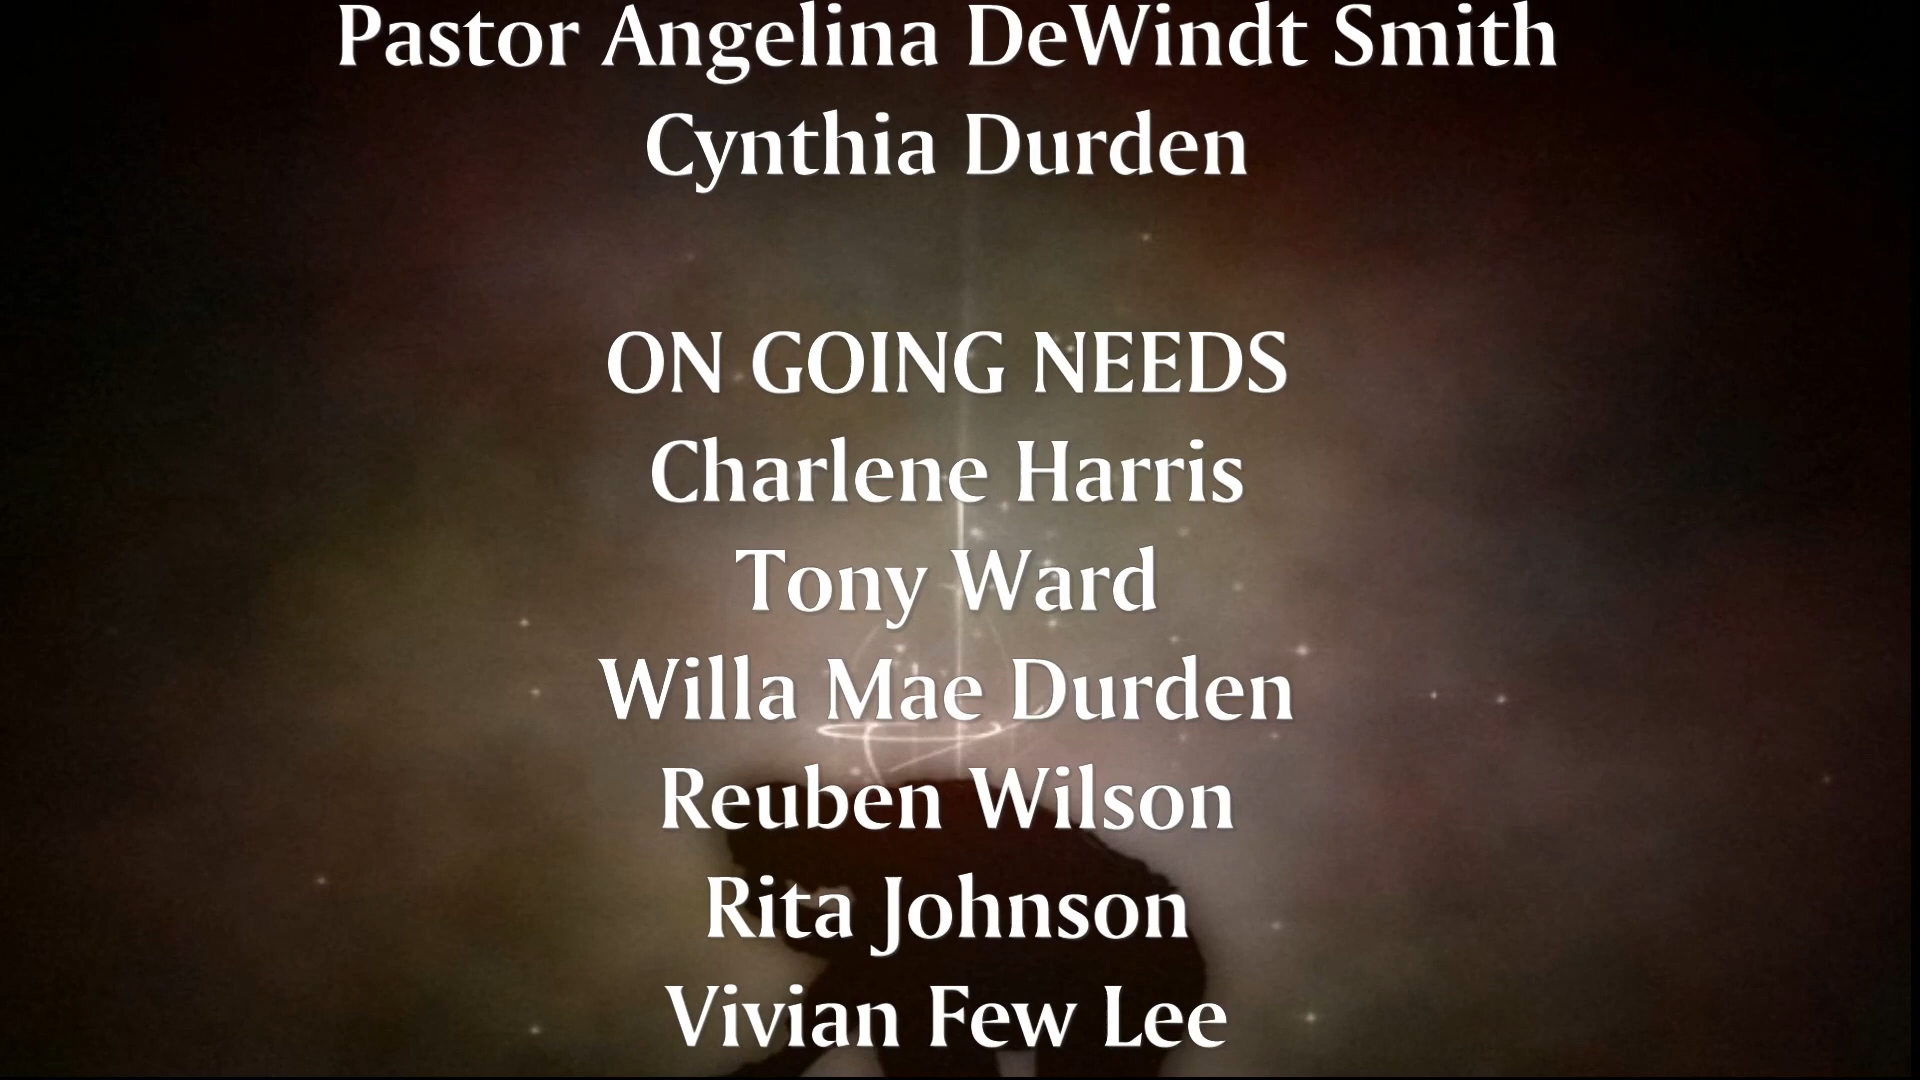 Pastor Angelina DeWindt Smith
Cynthia Durden
ON GOING NEEDS
Charlene Harris
Tony Ward
Willa Mae Durden
Reuben Wilson
Rita Johnson
Vivian Few Lee